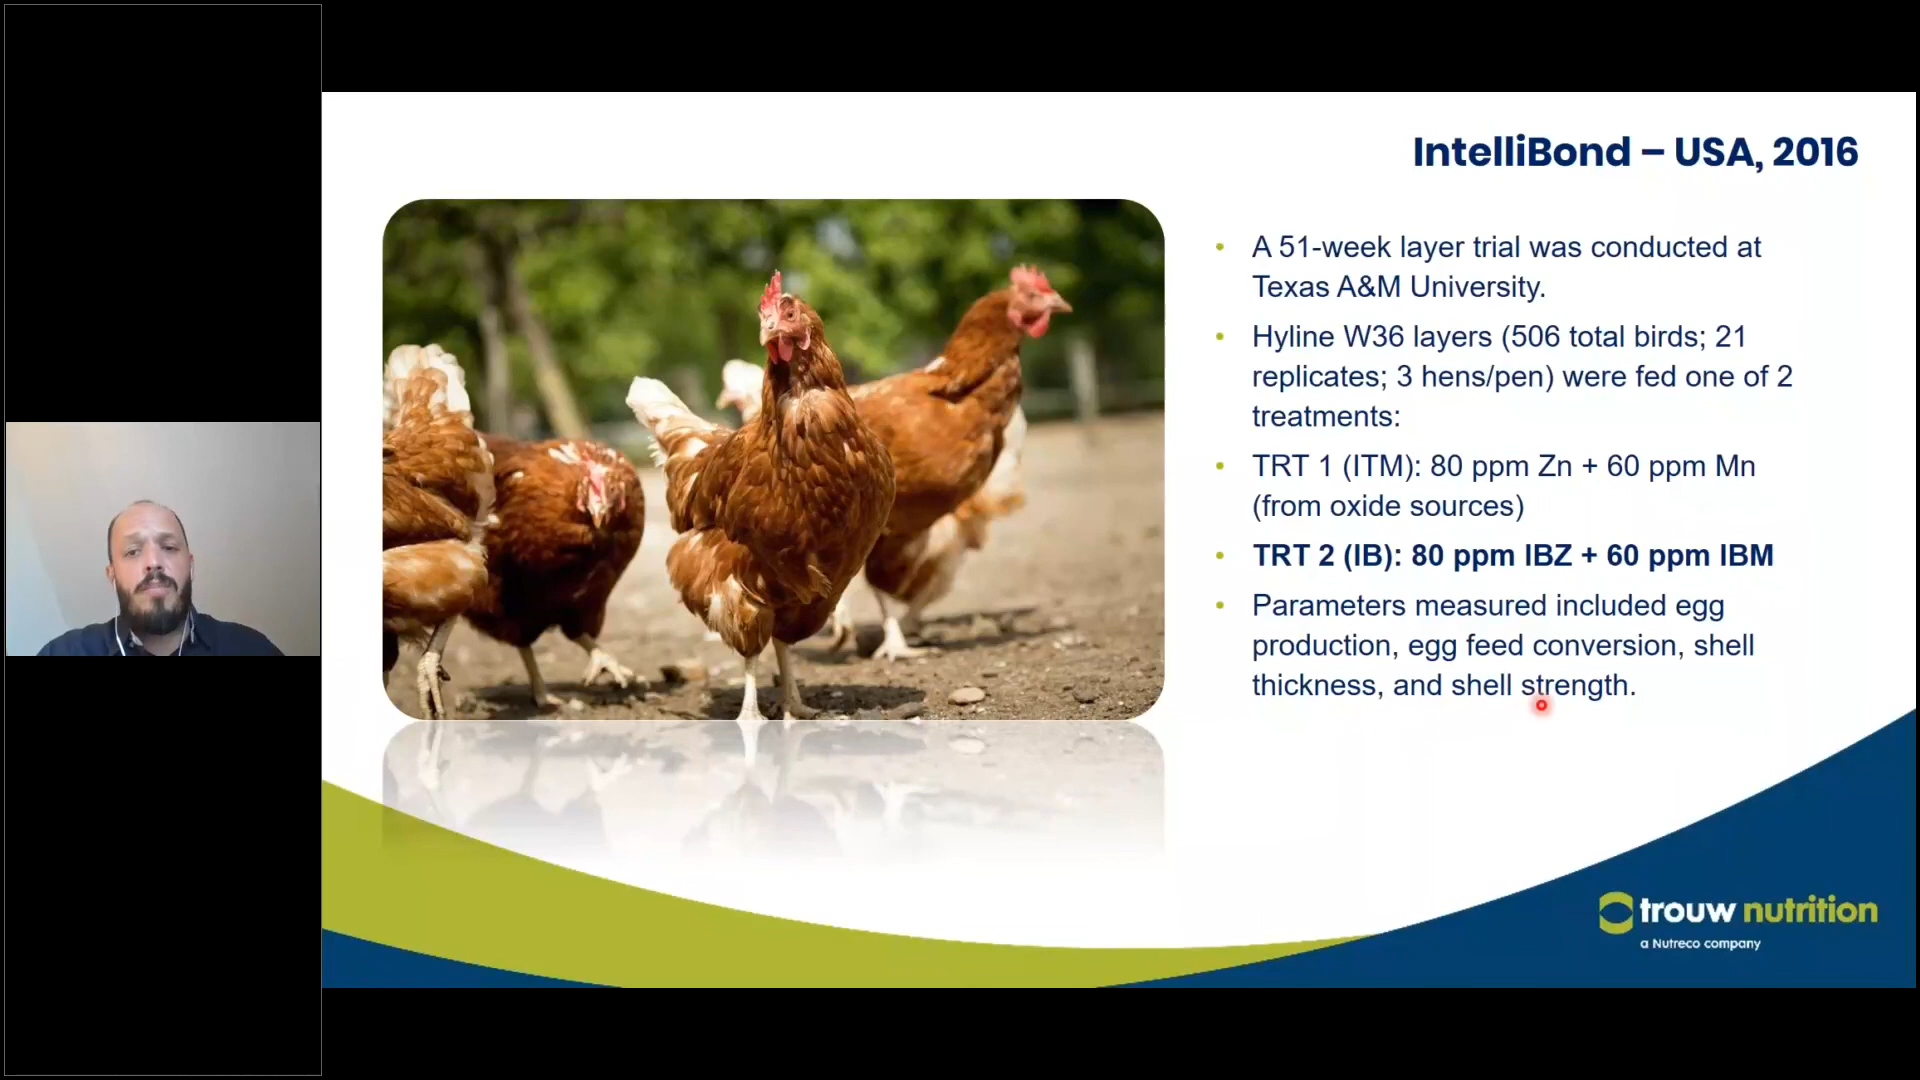 IntelliBond – USA, 2016
• A 51-week layer trial was conducted at
Texas A&M University.
• Hyline W36 layers (506 total birds; 21
replicates; 3 hens/pen) were fed one of 2
treatments:
• TRT 1 (ITM): 80 ppm Zn + 60 ppm Mn
(from oxide sources)
• TRT 2 (IB): 80 ppm IBZ + 60 ppm IBM
• Parameters measured included egg
production, egg feed conversion, shell
thickness, and shell strength.
trouw nutrition
a Nutreco company